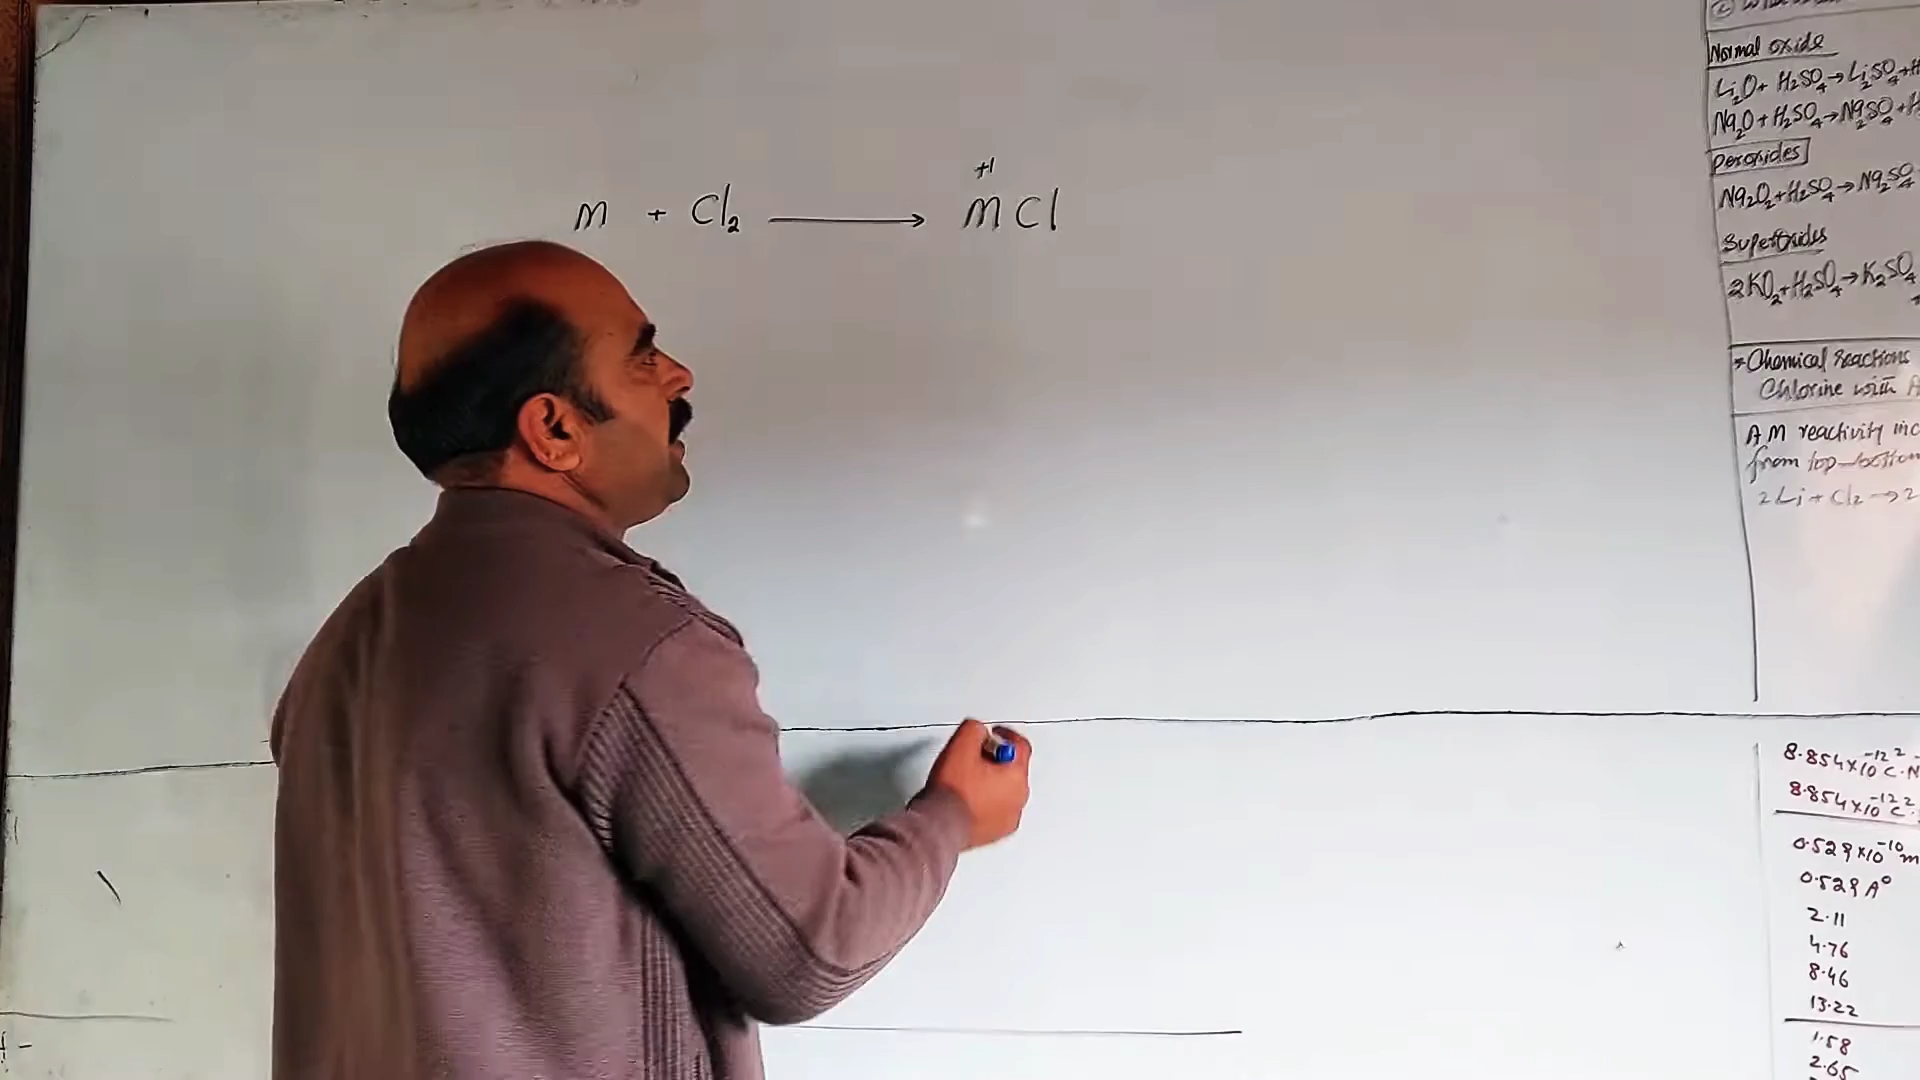 +1
M + Cl₂ ⟶ M Cl
Normal oxide
Li₂O + H₂SO₄ → Li₂SO₄ + H
Na₂O + H₂SO₄ → Na₂SO₄ + H
Peroxides
Na₂O₂ + H₂SO₄ → Na₂SO₄
Superoxides
2KO₂ + H₂SO₄ → K₂SO₄
Chemical reactions
Chlorine with A
AM reactivity inc
from top-bottom
2Li + Cl₂ → 2
8.854×10⁻¹² C².N
8.854×10⁻¹² C².
0.529×10⁻¹⁰ m
0.529 A°
2.11
4.76
8.46
13.22
1.58
2.65